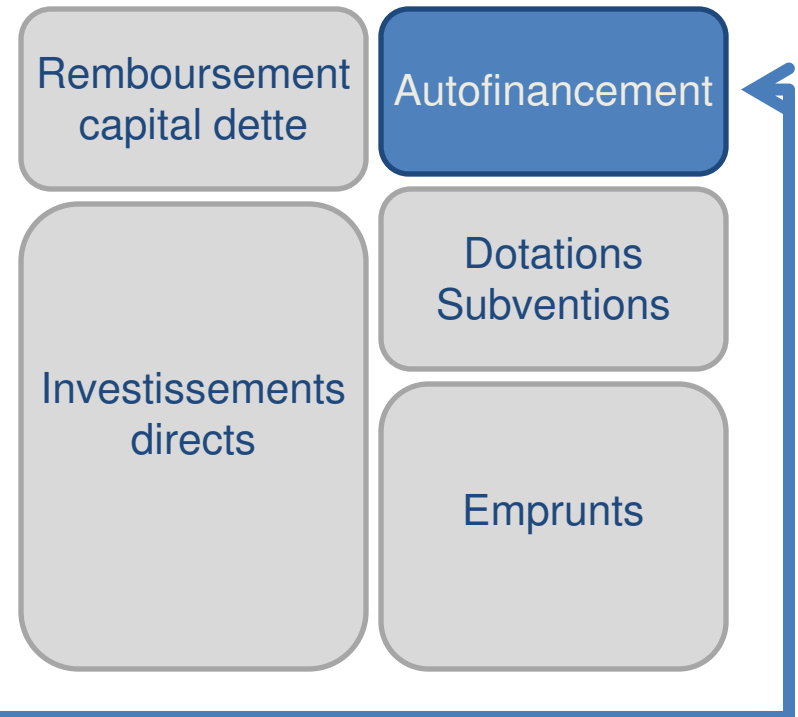 Remboursement
capital dette
Autofinancement
Dotations
Subventions
Investissements
directs
Emprunts